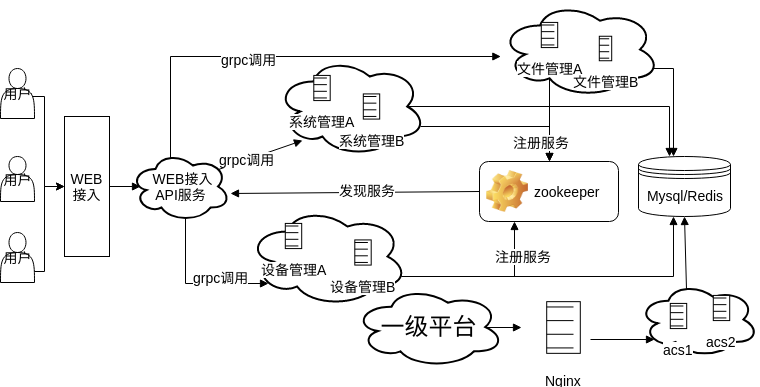 grpc调用
文件管理A
文件管理B
用户
系统管理A
系统管理B
注册服务
grpc调用
用户
WEB
接入
WEB接入
API服务
发现服务
zookeeper
Mysql/Redis
用户
设备管理A
设备管理B
grpc调用
注册服务
一级平台
Nginx
acs1
acs2